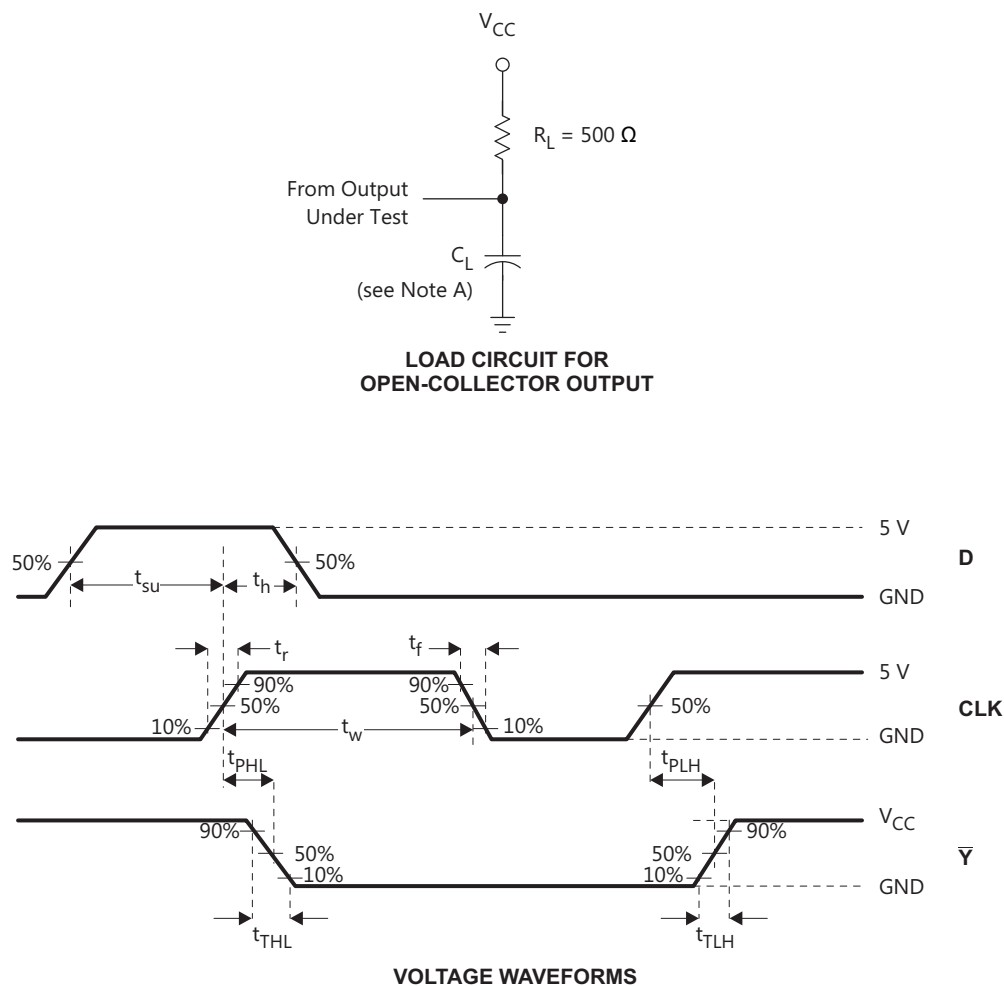 VCC
RL = 500 Ω
From Output
Under Test
CL
(see Note A)
LOAD CIRCUIT FOR
OPEN-COLLECTOR OUTPUT
5 V
50%
50%
D
tsu
th
GND
tr
tf
5 V
90%
90%
50%
50%
50%
CLK
10%
10%
tw
GND
tPHL
tPLH
VCC
90%
90%
50%
50%
Y̅
10%
10%
GND
tTHL
tTLH
VOLTAGE WAVEFORMS